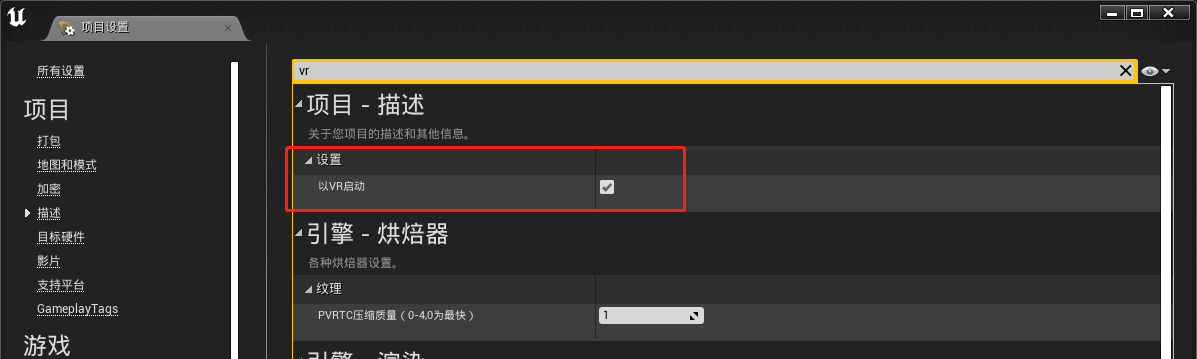 项目设置
所有设置
项目
打包
地图和模式
加密
描述
目标硬件
影片
支持平台
GameplayTags
游戏
vr
项目 - 描述
关于您项目的描述和其他信息。
设置
以VR启动
引擎 - 烘焙器
各种烘焙器设置。
纹理
PVRTC压缩质量（0-4,0为最快）
1
引擎 - 渲染